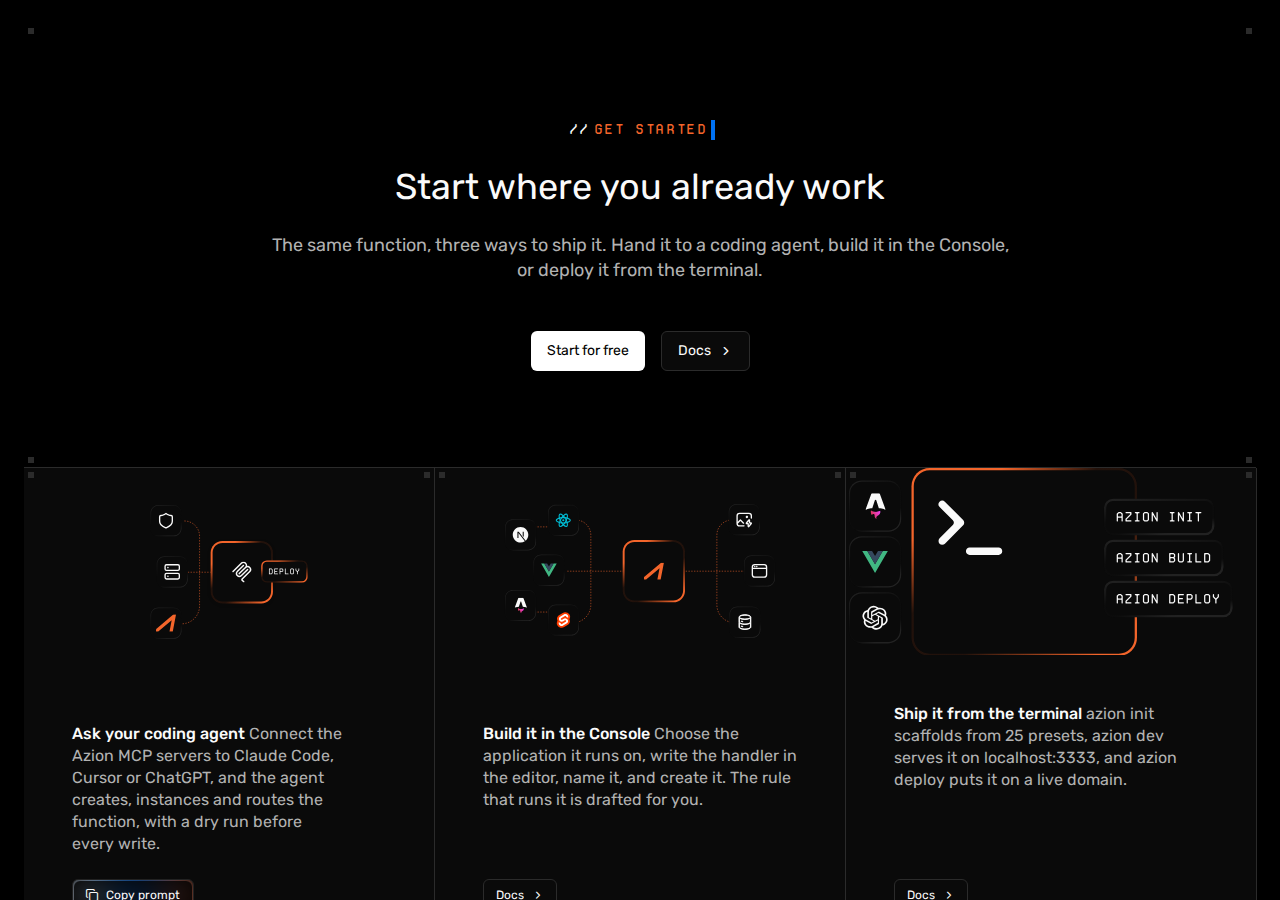 // GET STARTED
Start where you already work
The same function, three ways to ship it. Hand it to a coding agent, build it in the Console,
or deploy it from the terminal.
Start for free
Docs
DEPLOY
AZION INIT
AZION BUILD
AZION DEPLOY
Ask your coding agent Connect the
Azion MCP servers to Claude Code,
Cursor or ChatGPT, and the agent
creates, instances and routes the
function, with a dry run before
every write.
Copy prompt
Build it in the Console Choose the
application it runs on, write the handler in
the editor, name it, and create it. The rule
that runs it is drafted for you.
Docs
Ship it from the terminal azion init
scaffolds from 25 presets, azion dev
serves it on localhost:3333, and azion
deploy puts it on a live domain.
Docs